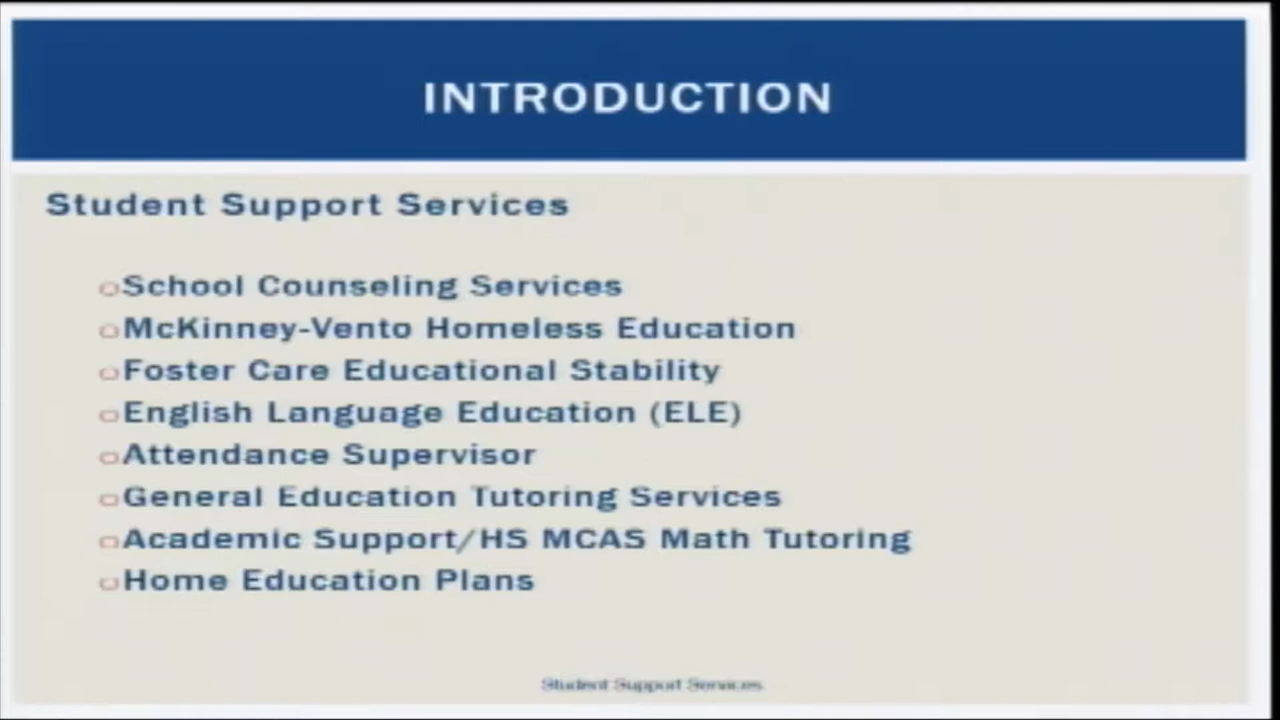 INTRODUCTION
Student Support Services
School Counseling Services
McKinney-Vento Homeless Education
Foster Care Educational Stability
English Language Education (ELE)
Attendance Supervisor
General Education Tutoring Services
Academic Support/HS MCAS Math Tutoring
Home Education Plans
Student Support Services